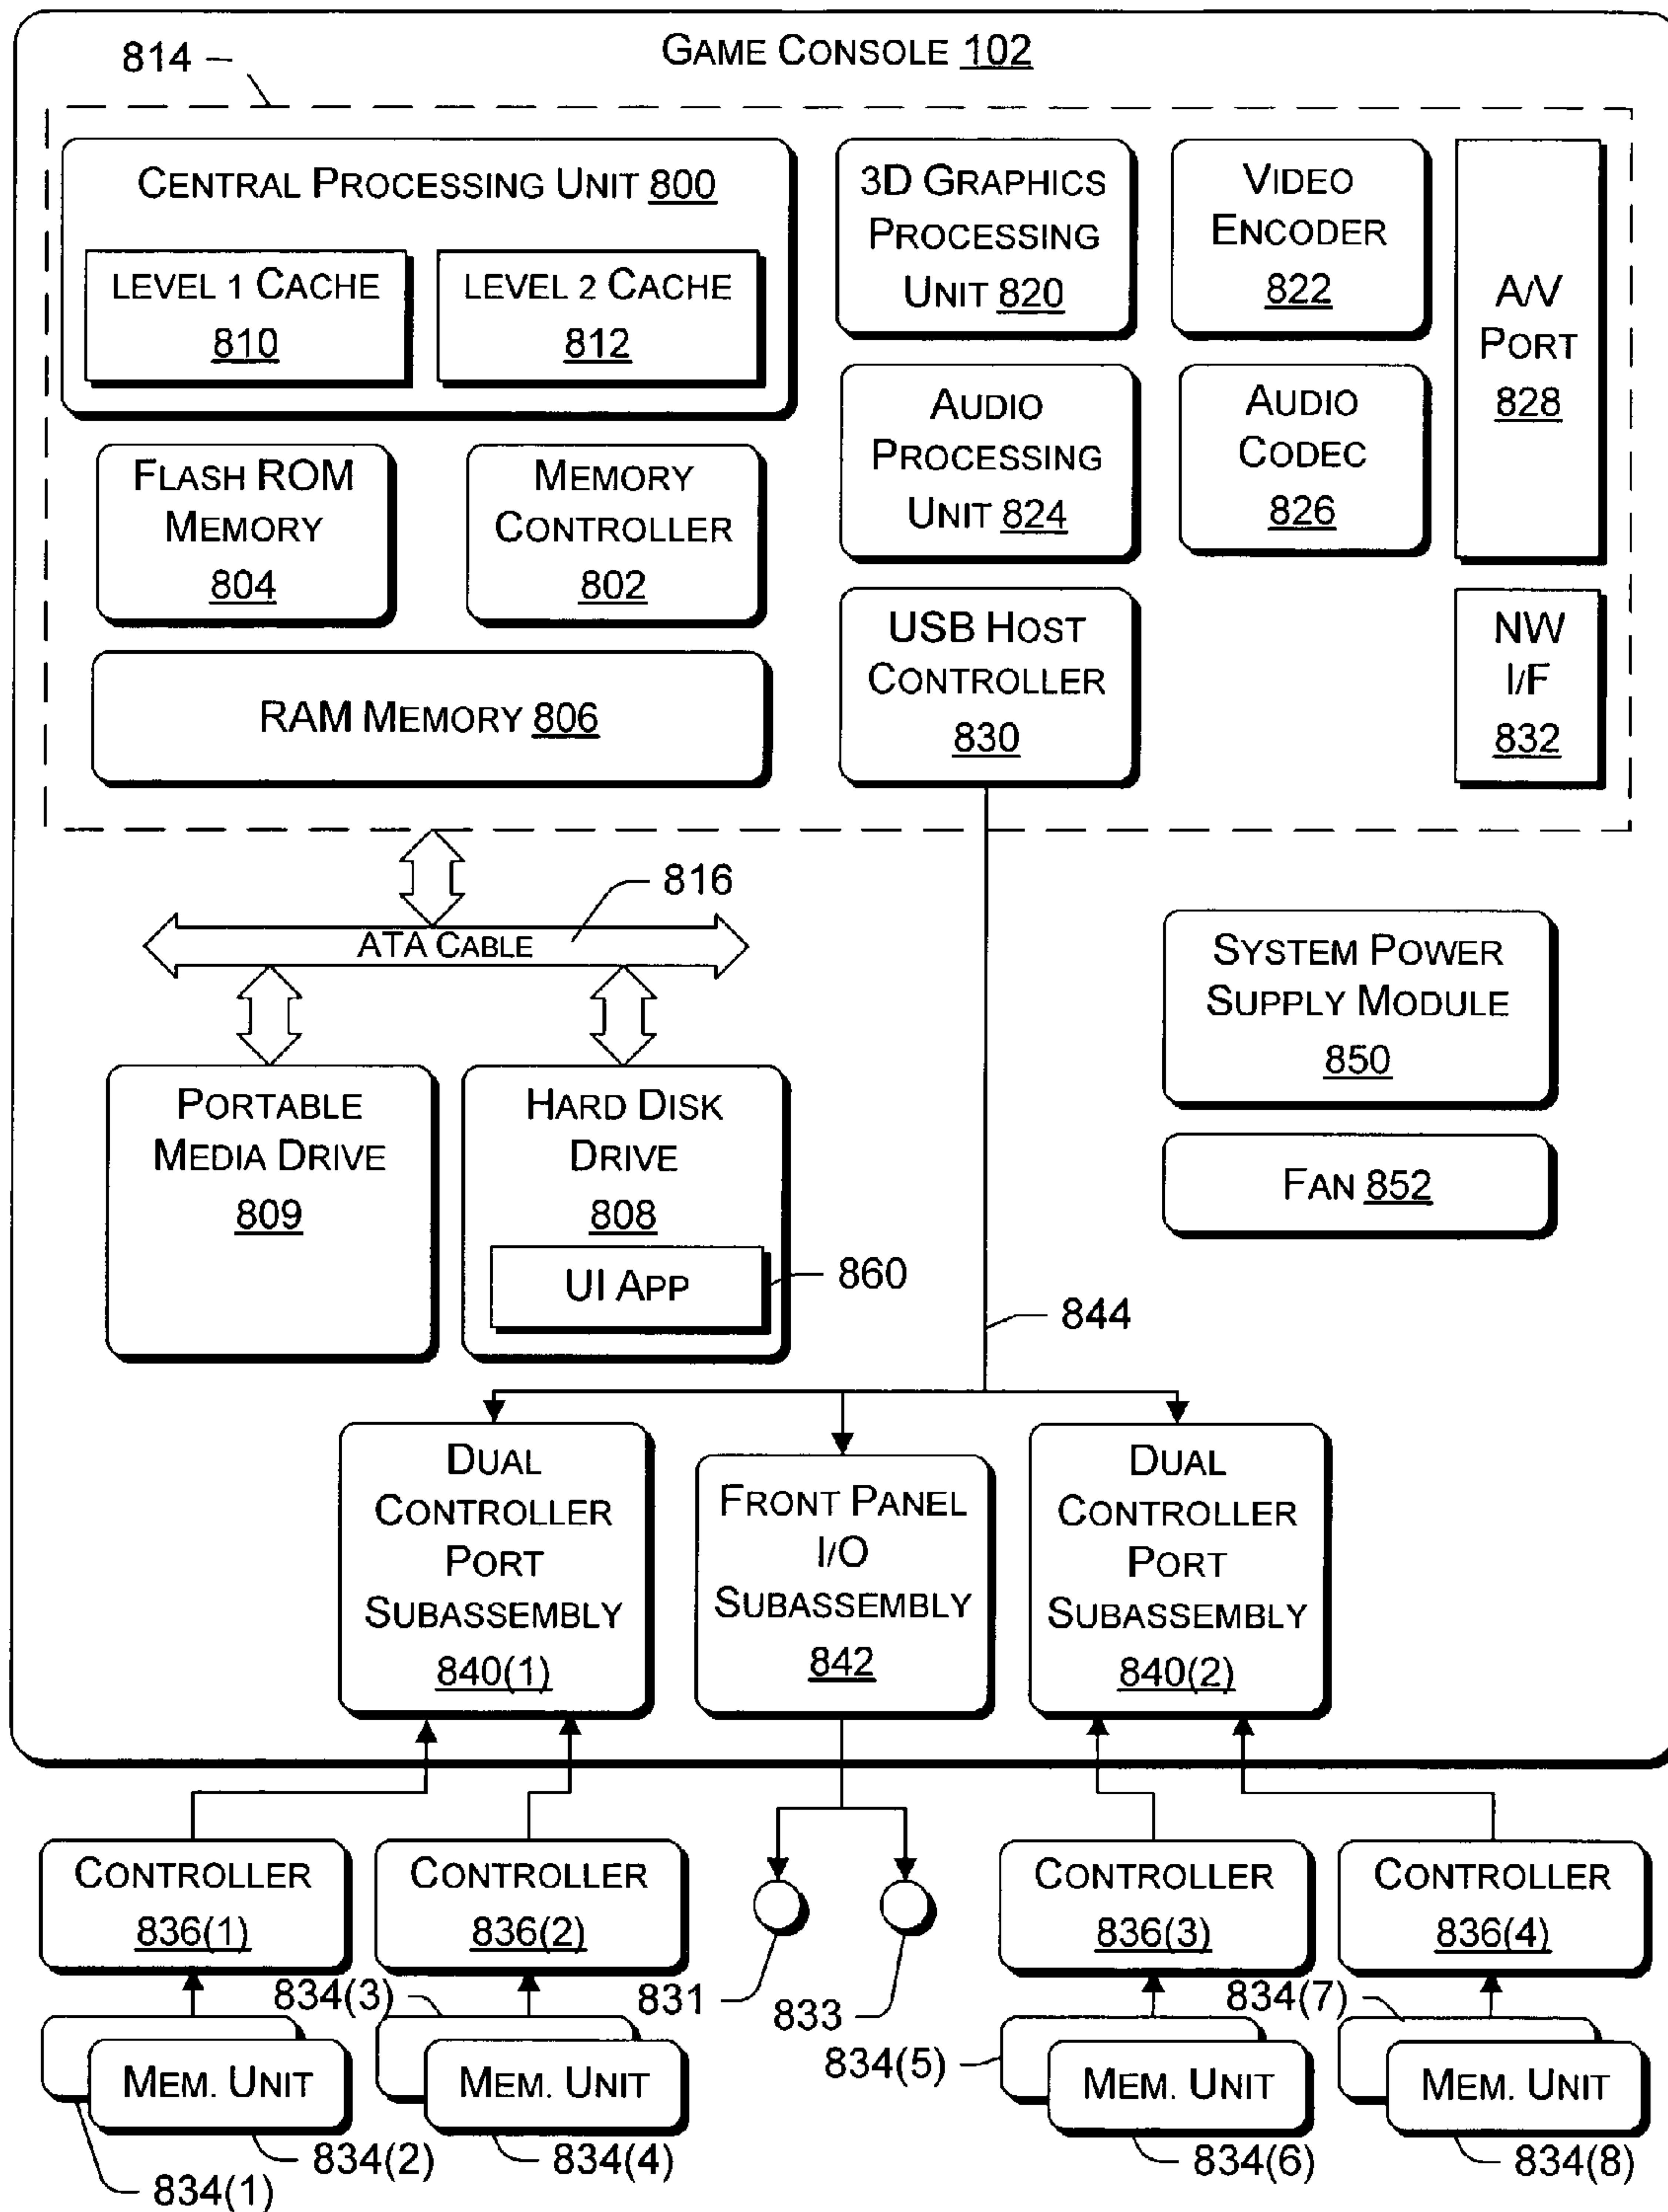 GAME CONSOLE 102
814
CENTRAL PROCESSING UNIT 800
LEVEL 1 CACHE
810
LEVEL 2 CACHE
812
3D GRAPHICS
PROCESSING
UNIT 820
VIDEO
ENCODER
822
A/V
PORT
828
AUDIO
PROCESSING
UNIT 824
AUDIO
CODEC
826
FLASH ROM
MEMORY
804
MEMORY
CONTROLLER
802
USB HOST
CONTROLLER
830
NW
I/F
832
RAM MEMORY 806
816
ATA CABLE
SYSTEM POWER
SUPPLY MODULE
850
PORTABLE
MEDIA DRIVE
809
HARD DISK
DRIVE
808
UI APP
860
FAN 852
844
DUAL
CONTROLLER
PORT
SUBASSEMBLY
840(1)
FRONT PANEL
I/O
SUBASSEMBLY
842
DUAL
CONTROLLER
PORT
SUBASSEMBLY
840(2)
CONTROLLER
836(1)
CONTROLLER
836(2)
831
833
CONTROLLER
836(3)
CONTROLLER
836(4)
834(3)
834(7)
834(5)
MEM. UNIT
MEM. UNIT
MEM. UNIT
MEM. UNIT
834(1)
834(2)
834(4)
834(6)
834(8)